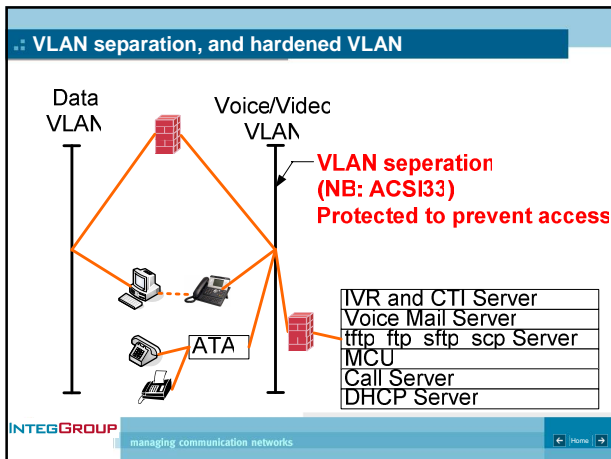 .: VLAN separation, and hardened VLAN
Data
VLAN
Voice/Video
VLAN
VLAN seperation
(NB: ACSI33)
Protected to prevent access
ATA
IVR and CTI Server
Voice Mail Server
tftp ftp sftp scp Server
MCU
Call Server
DHCP Server
INTEGGROUP
managing communication networks
Home